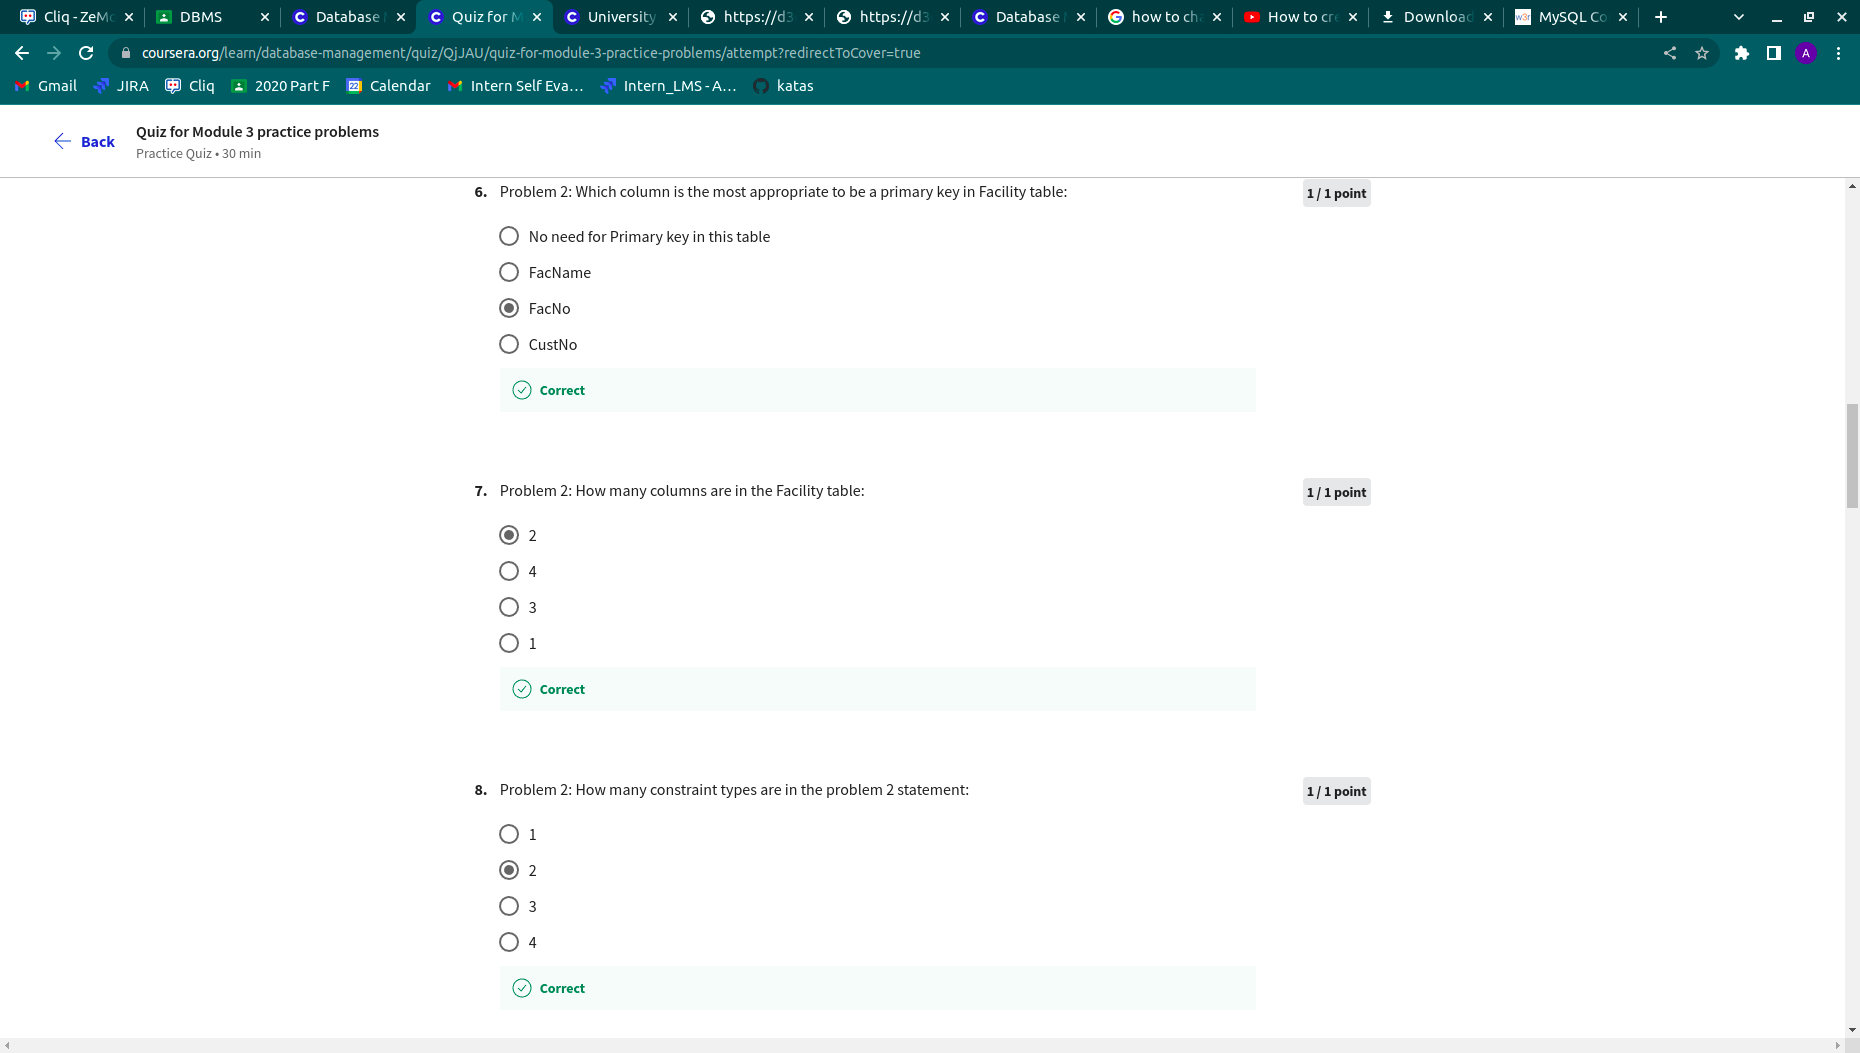 Cliq - ZeMo
DBMS
Database M
Quiz for M
University
https://d3
https://d3
Database M
how to ch
How to cre
Download
MySQL Co
coursera.org/learn/database-management/quiz/QjJAU/quiz-for-module-3-practice-problems/attempt?redirectToCover=true
A
Gmail
JIRA
Cliq
2020 Part F
Calendar
Intern Self Eva...
Intern_LMS - A...
katas
Back
Quiz for Module 3 practice problems
Practice Quiz • 30 min
6. Problem 2: Which column is the most appropriate to be a primary key in Facility table:
1 / 1 point
No need for Primary key in this table
FacName
FacNo
CustNo
Correct
7. Problem 2: How many columns are in the Facility table:
1 / 1 point
2
4
3
1
Correct
8. Problem 2: How many constraint types are in the problem 2 statement:
1 / 1 point
1
2
3
4
Correct